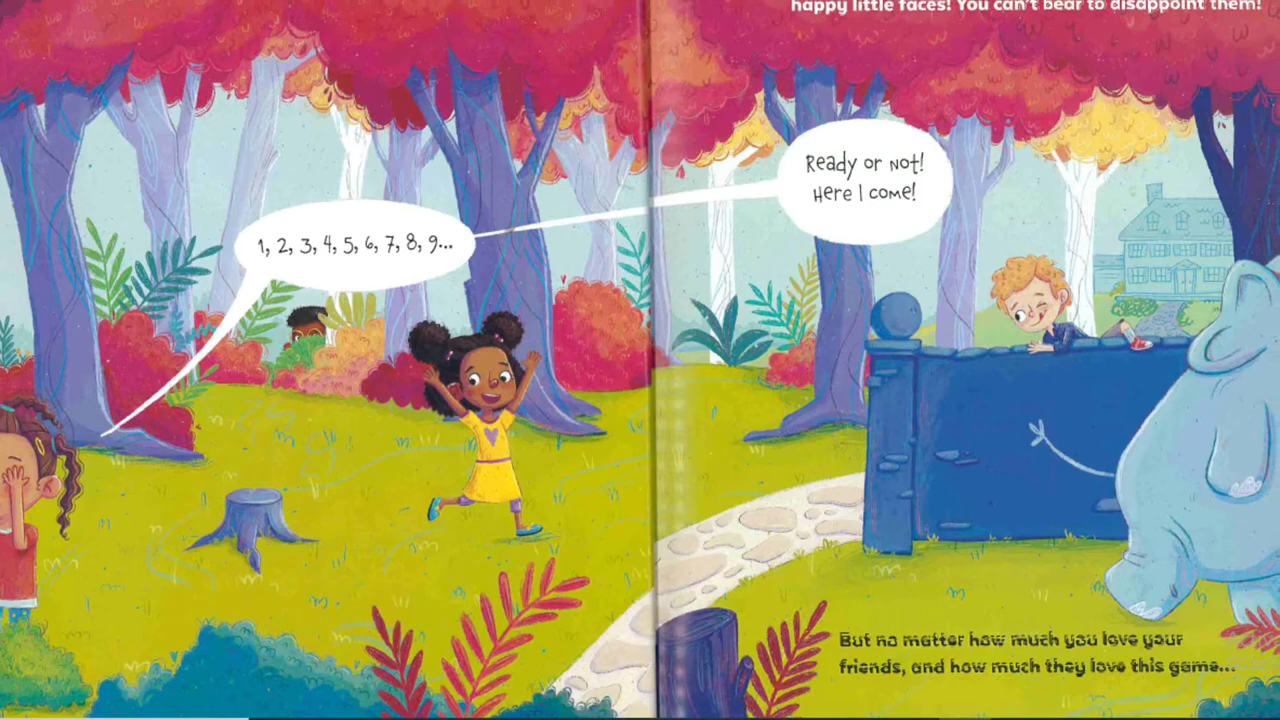 happy little faces! You can't bear to disappoint them!
1, 2, 3, 4, 5, 6, 7, 8, 9...
Ready or not!
Here I come!
But no matter how much you love your
friends, and how much they love this game...